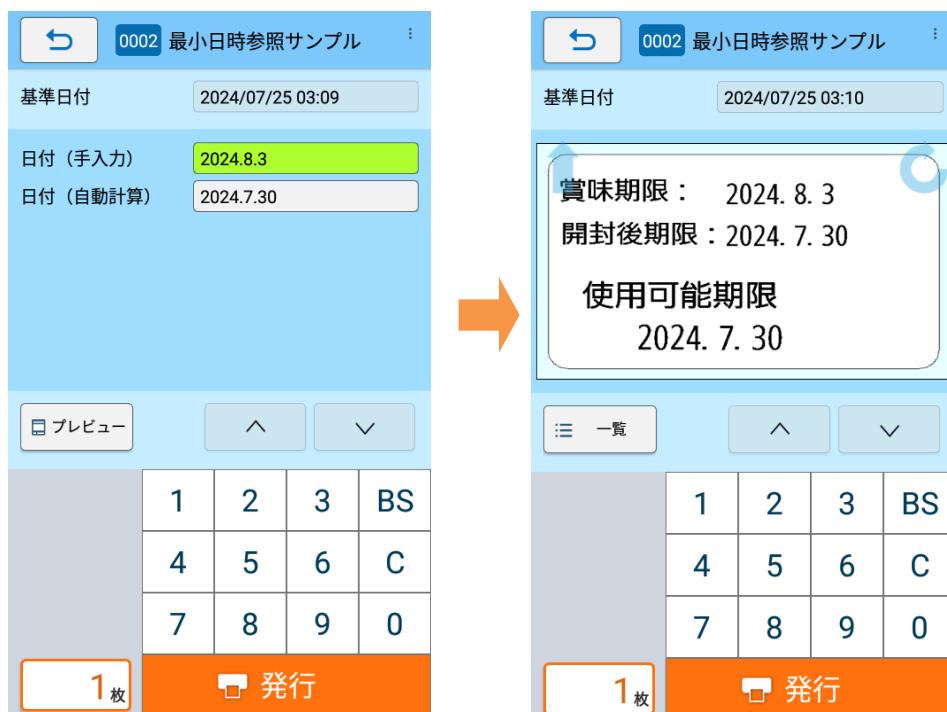 0002 最小日時参照サンプル
基準日付 2024/07/25 03:09
日付（手入力） 2024.8.3
日付（自動計算） 2024.7.30
プレビュー
1 2 3 BS
4 5 6 C
7 8 9 0
1枚 発行
0002 最小日時参照サンプル
基準日付 2024/07/25 03:10
賞味期限： 2024. 8. 3
開封後期限：2024. 7. 30
使用可能期限
2024. 7. 30
一覧
1 2 3 BS
4 5 6 C
7 8 9 0
1枚 発行